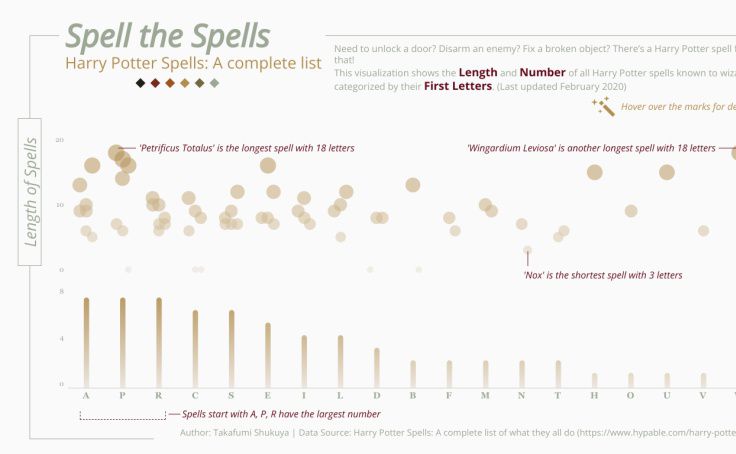 Spell the Spells
Harry Potter Spells: A complete list
Need to unlock a door? Disarm an enemy? Fix a broken object? There's a Harry Potter spell
that!
This visualization shows the Length and Number of all Harry Potter spells known to
categorized by their First Letters. (Last updated February 2020)
Hover over the marks for
Length of Spells
20
'Petrificus Totalus' is the longest spell with 18 letters
'Wingardium Leviosa' is another longest spell with 18 letters
10
0
'Nox' is the shortest spell with 3 letters
8
4
0
A P R C S E I L D B F M N T H O U V
Spells start with A, P, R have the largest number
Author: Takafumi Shukuya | Data Source: Harry Potter Spells: A complete list of what they all do (https://www.hypable.com/harry-potte